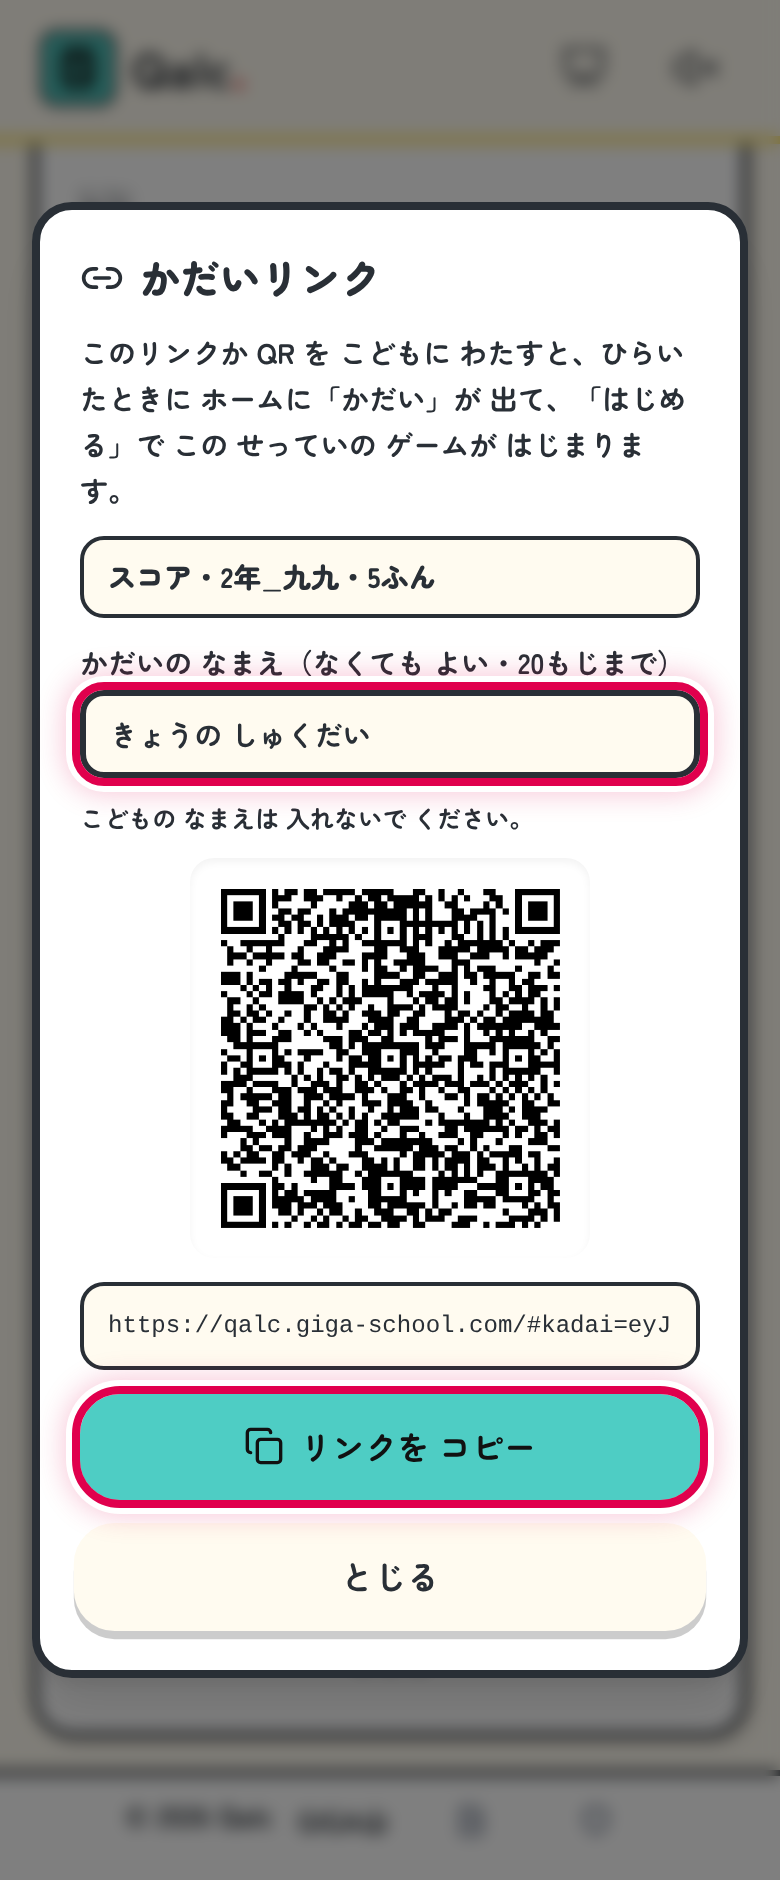 Qalc.
かだいリンク
このリンクか QR を こどもに わたすと、ひらい
たときに ホームに「かだい」が 出て、「はじめ
る」で この せっていの ゲームが はじまりま
す。
スコア・2年＿九九・5ふん
かだいの なまえ（なくても よい・20もじまで）
きょうの しゅくだい
こどもの なまえは 入れないで ください。
https://qalc.giga-school.com/#kadai=eyJ
リンクを コピー
とじる